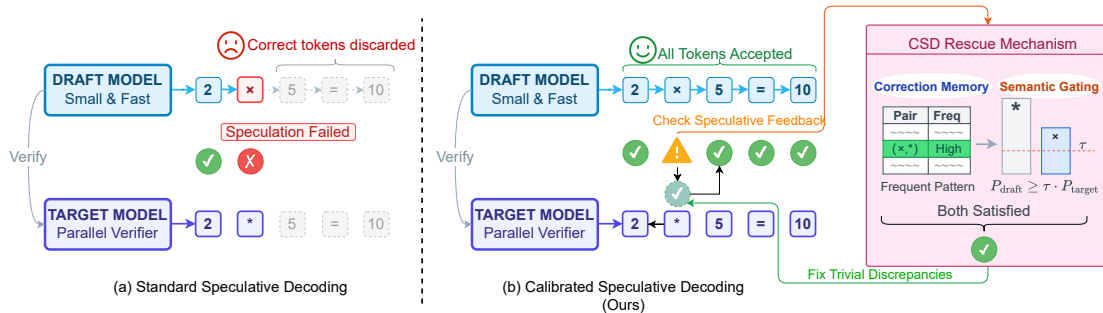 Correct tokens discarded
DRAFT MODEL
Small & Fast
2 × 5 = 10
Speculation Failed
Verify
TARGET MODEL
Parallel Verifier
2 * 5 = 10
(a) Standard Speculative Decoding
All Tokens Accepted
DRAFT MODEL
Small & Fast
2 × 5 = 10
Check Speculative Feedback
Verify
TARGET MODEL
Parallel Verifier
2 * 5 = 10
Fix Trivial Discrepancies
(b) Calibrated Speculative Decoding
(Ours)
CSD Rescue Mechanism
Correction Memory
Semantic Gating
Pair Freq
~~~~ ~~~~
(×,*) High
~~~~ ~~~~
Frequent Pattern
*
×
τ
P_draft ≥ τ · P_target
Both Satisfied